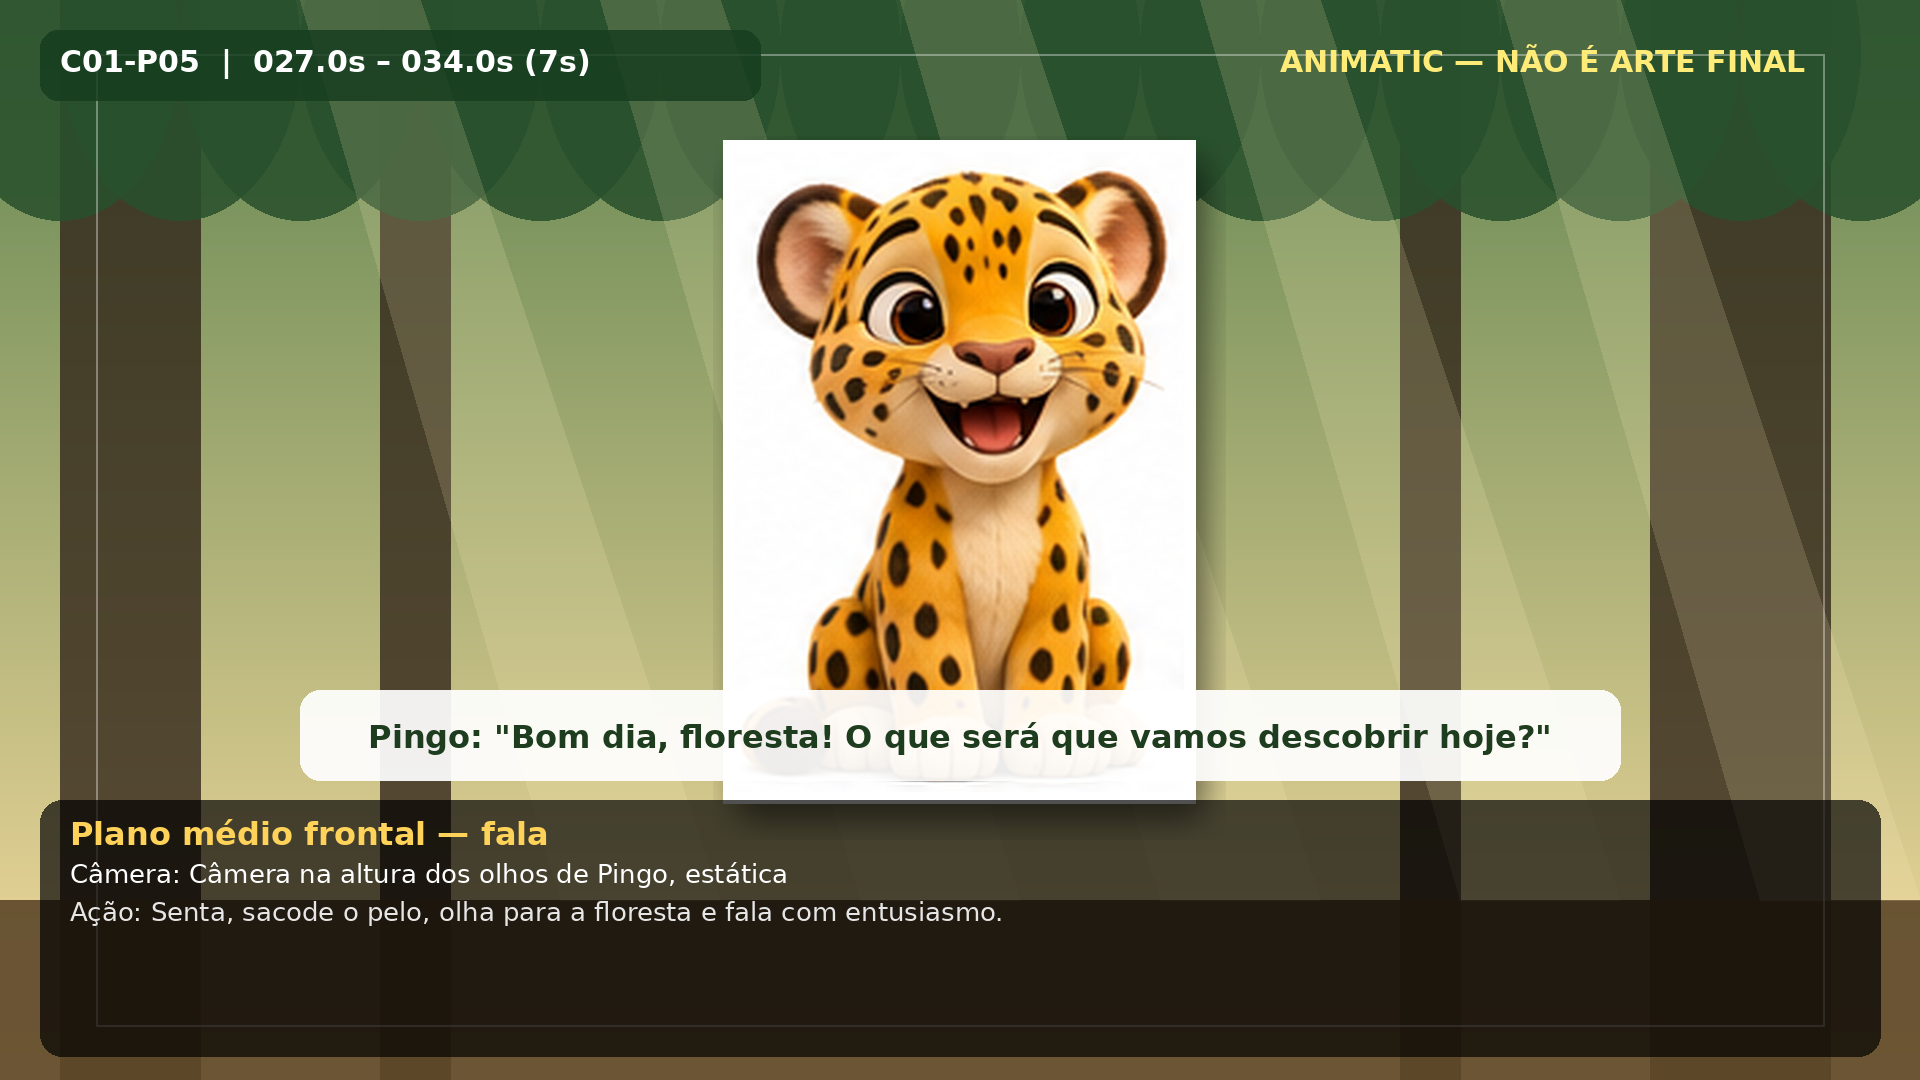 C01-P05 | 027.0s – 034.0s (7s)
ANIMATIC — NÃO É ARTE FINAL
Pingo: "Bom dia, floresta! O que será que vamos descobrir hoje?"
Plano médio frontal — fala
Câmera: Câmera na altura dos olhos de Pingo, estática
Ação: Senta, sacode o pelo, olha para a floresta e fala com entusiasmo.